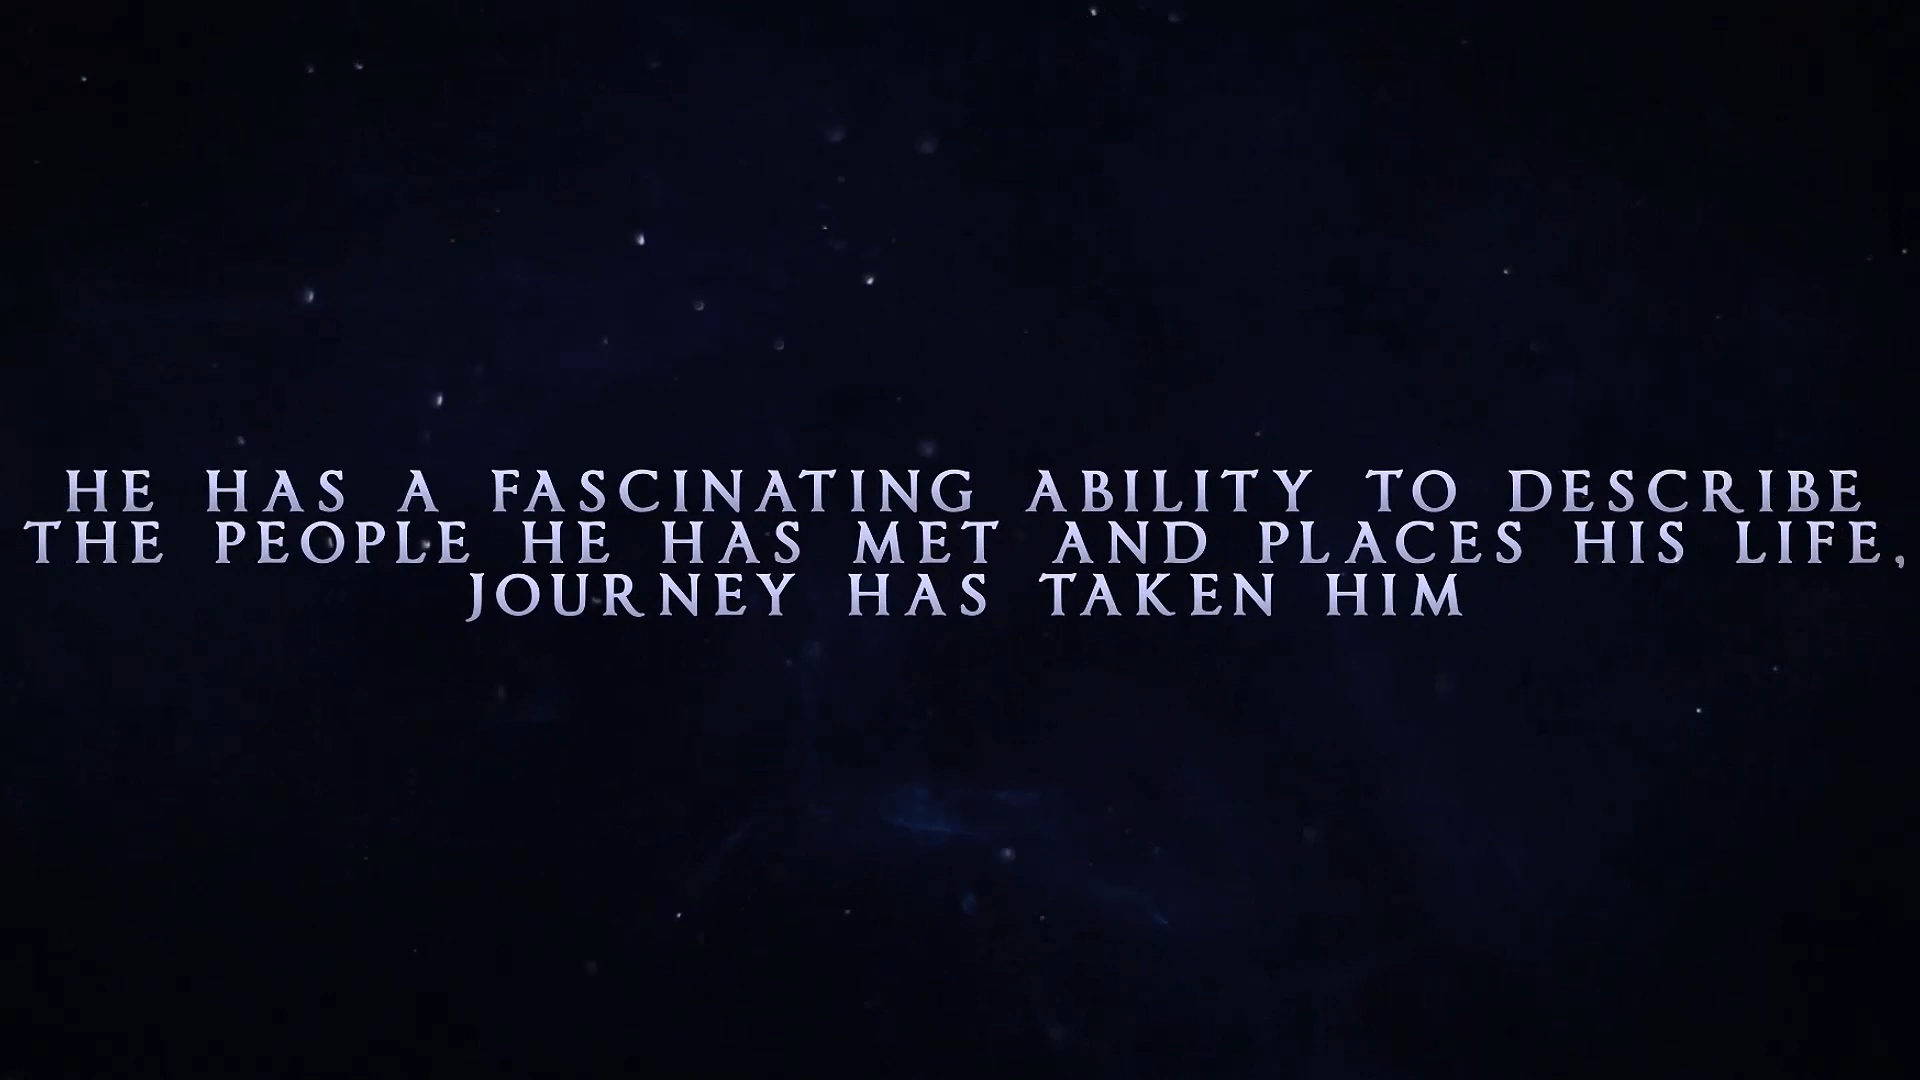 HE HAS A FASCINATING ABILITY TO DESCRIBE
THE PEOPLE HE HAS MET AND PLACES HIS LIFE,
JOURNEY HAS TAKEN HIM